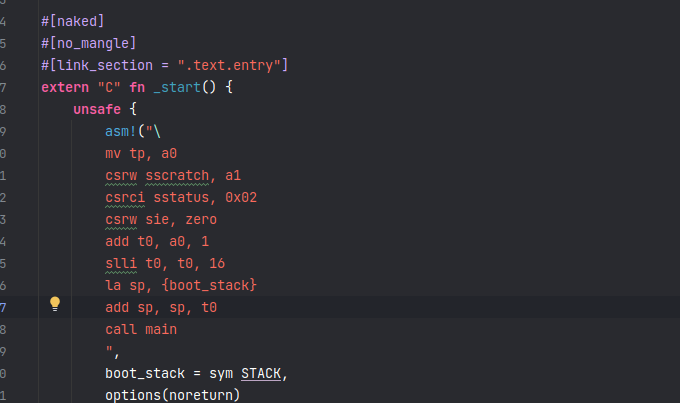 4 #[naked]
5 #[no_mangle]
6 #[link_section = ".text.entry"]
7 extern "C" fn _start() {
8 unsafe {
9 asm!("\
0 mv tp, a0
1 csrw sscratch, a1
2 csrci sstatus, 0x02
3 csrw sie, zero
4 add t0, a0, 1
5 slli t0, t0, 16
6 la sp, {boot_stack}
7 add sp, sp, t0
8 call main
9 ",
0 boot_stack = sym STACK,
1 options(noreturn)